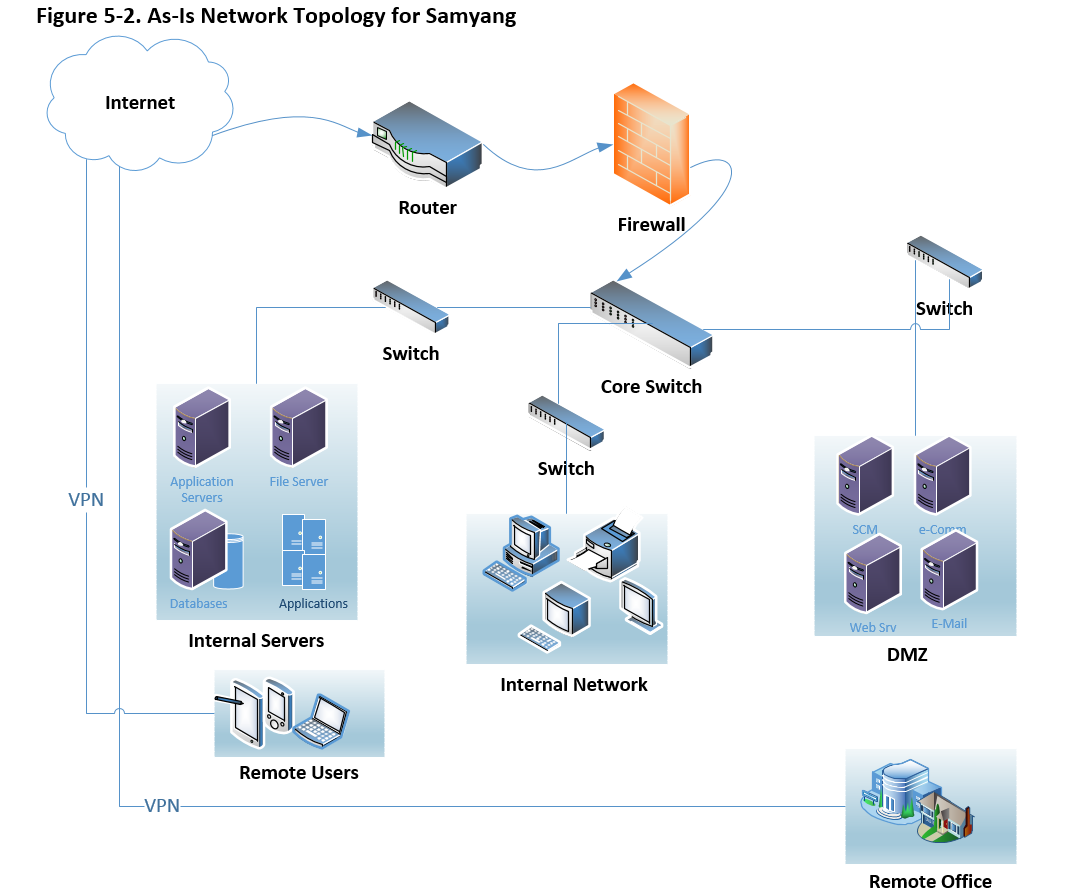 Figure 5-2. As-Is Network Topology for Samyang
Internet
Router
Firewall
Switch
Switch
Core Switch
Switch
Application
Servers
File Server
VPN
Databases
Applications
Internal Servers
SCM
e-Comm
Web Srv
E-Mail
DMZ
Internal Network
Remote Users
VPN
Remote Office